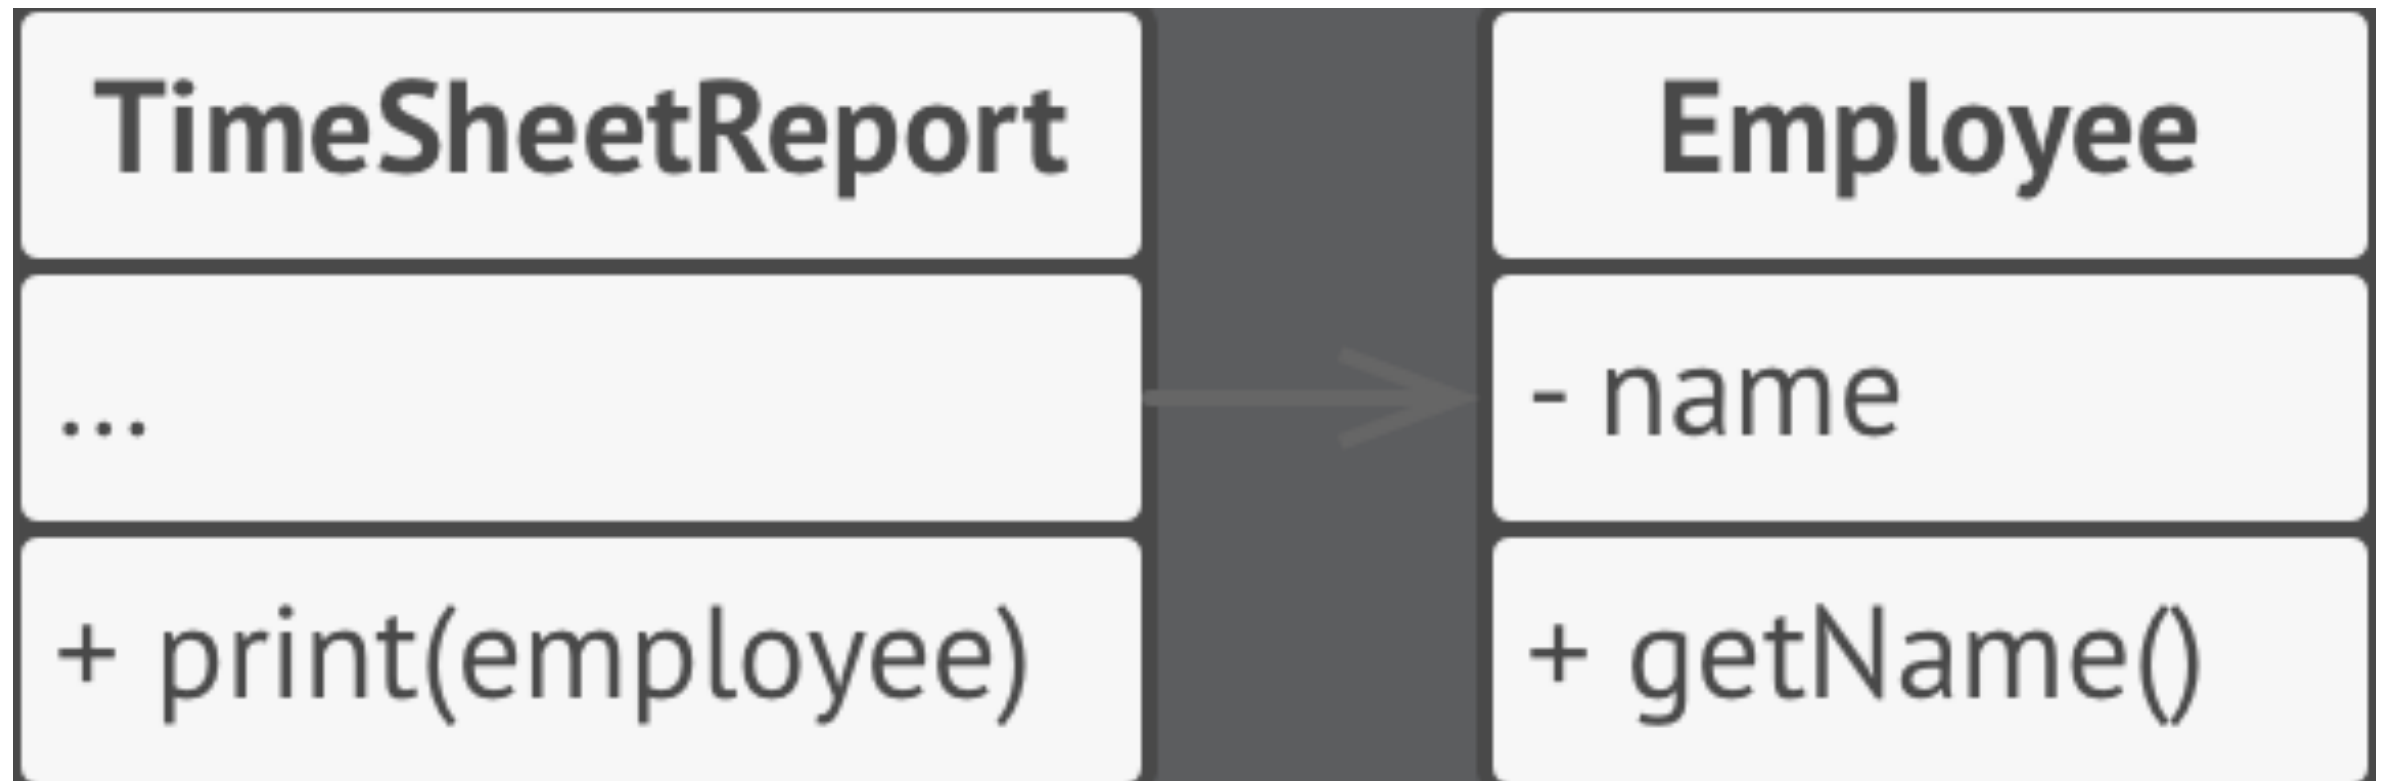 TimeSheetReport
...
+ print(employee)
Employee
- name
+ getName()